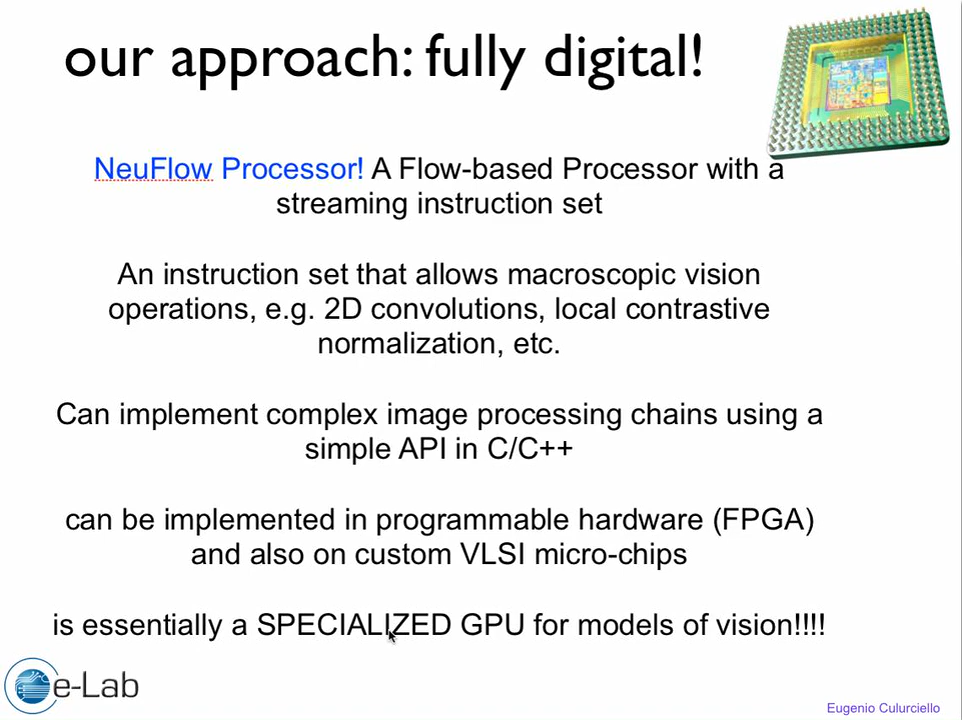 our approach: fully digital!
NeuFlow Processor! A Flow-based Processor with a
streaming instruction set
An instruction set that allows macroscopic vision
operations, e.g. 2D convolutions, local contrastive
normalization, etc.
Can implement complex image processing chains using a
simple API in C/C++
can be implemented in programmable hardware (FPGA)
and also on custom VLSI micro-chips
is essentially a SPECIALIZED GPU for models of vision!!!!
e-Lab
Eugenio Culurciello